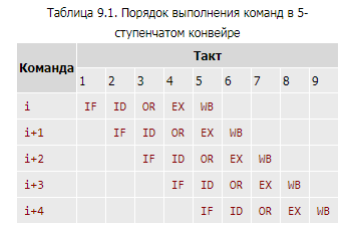 Таблица 9.1. Порядок выполнения команд в 5-
ступенчатом конвейре
Команда Такт
1 2 3 4 5 6 7 8 9
i IF ID OR EX WB
i+1 IF ID OR EX WB
i+2 IF ID OR EX WB
i+3 IF ID OR EX WB
i+4 IF ID OR EX WB